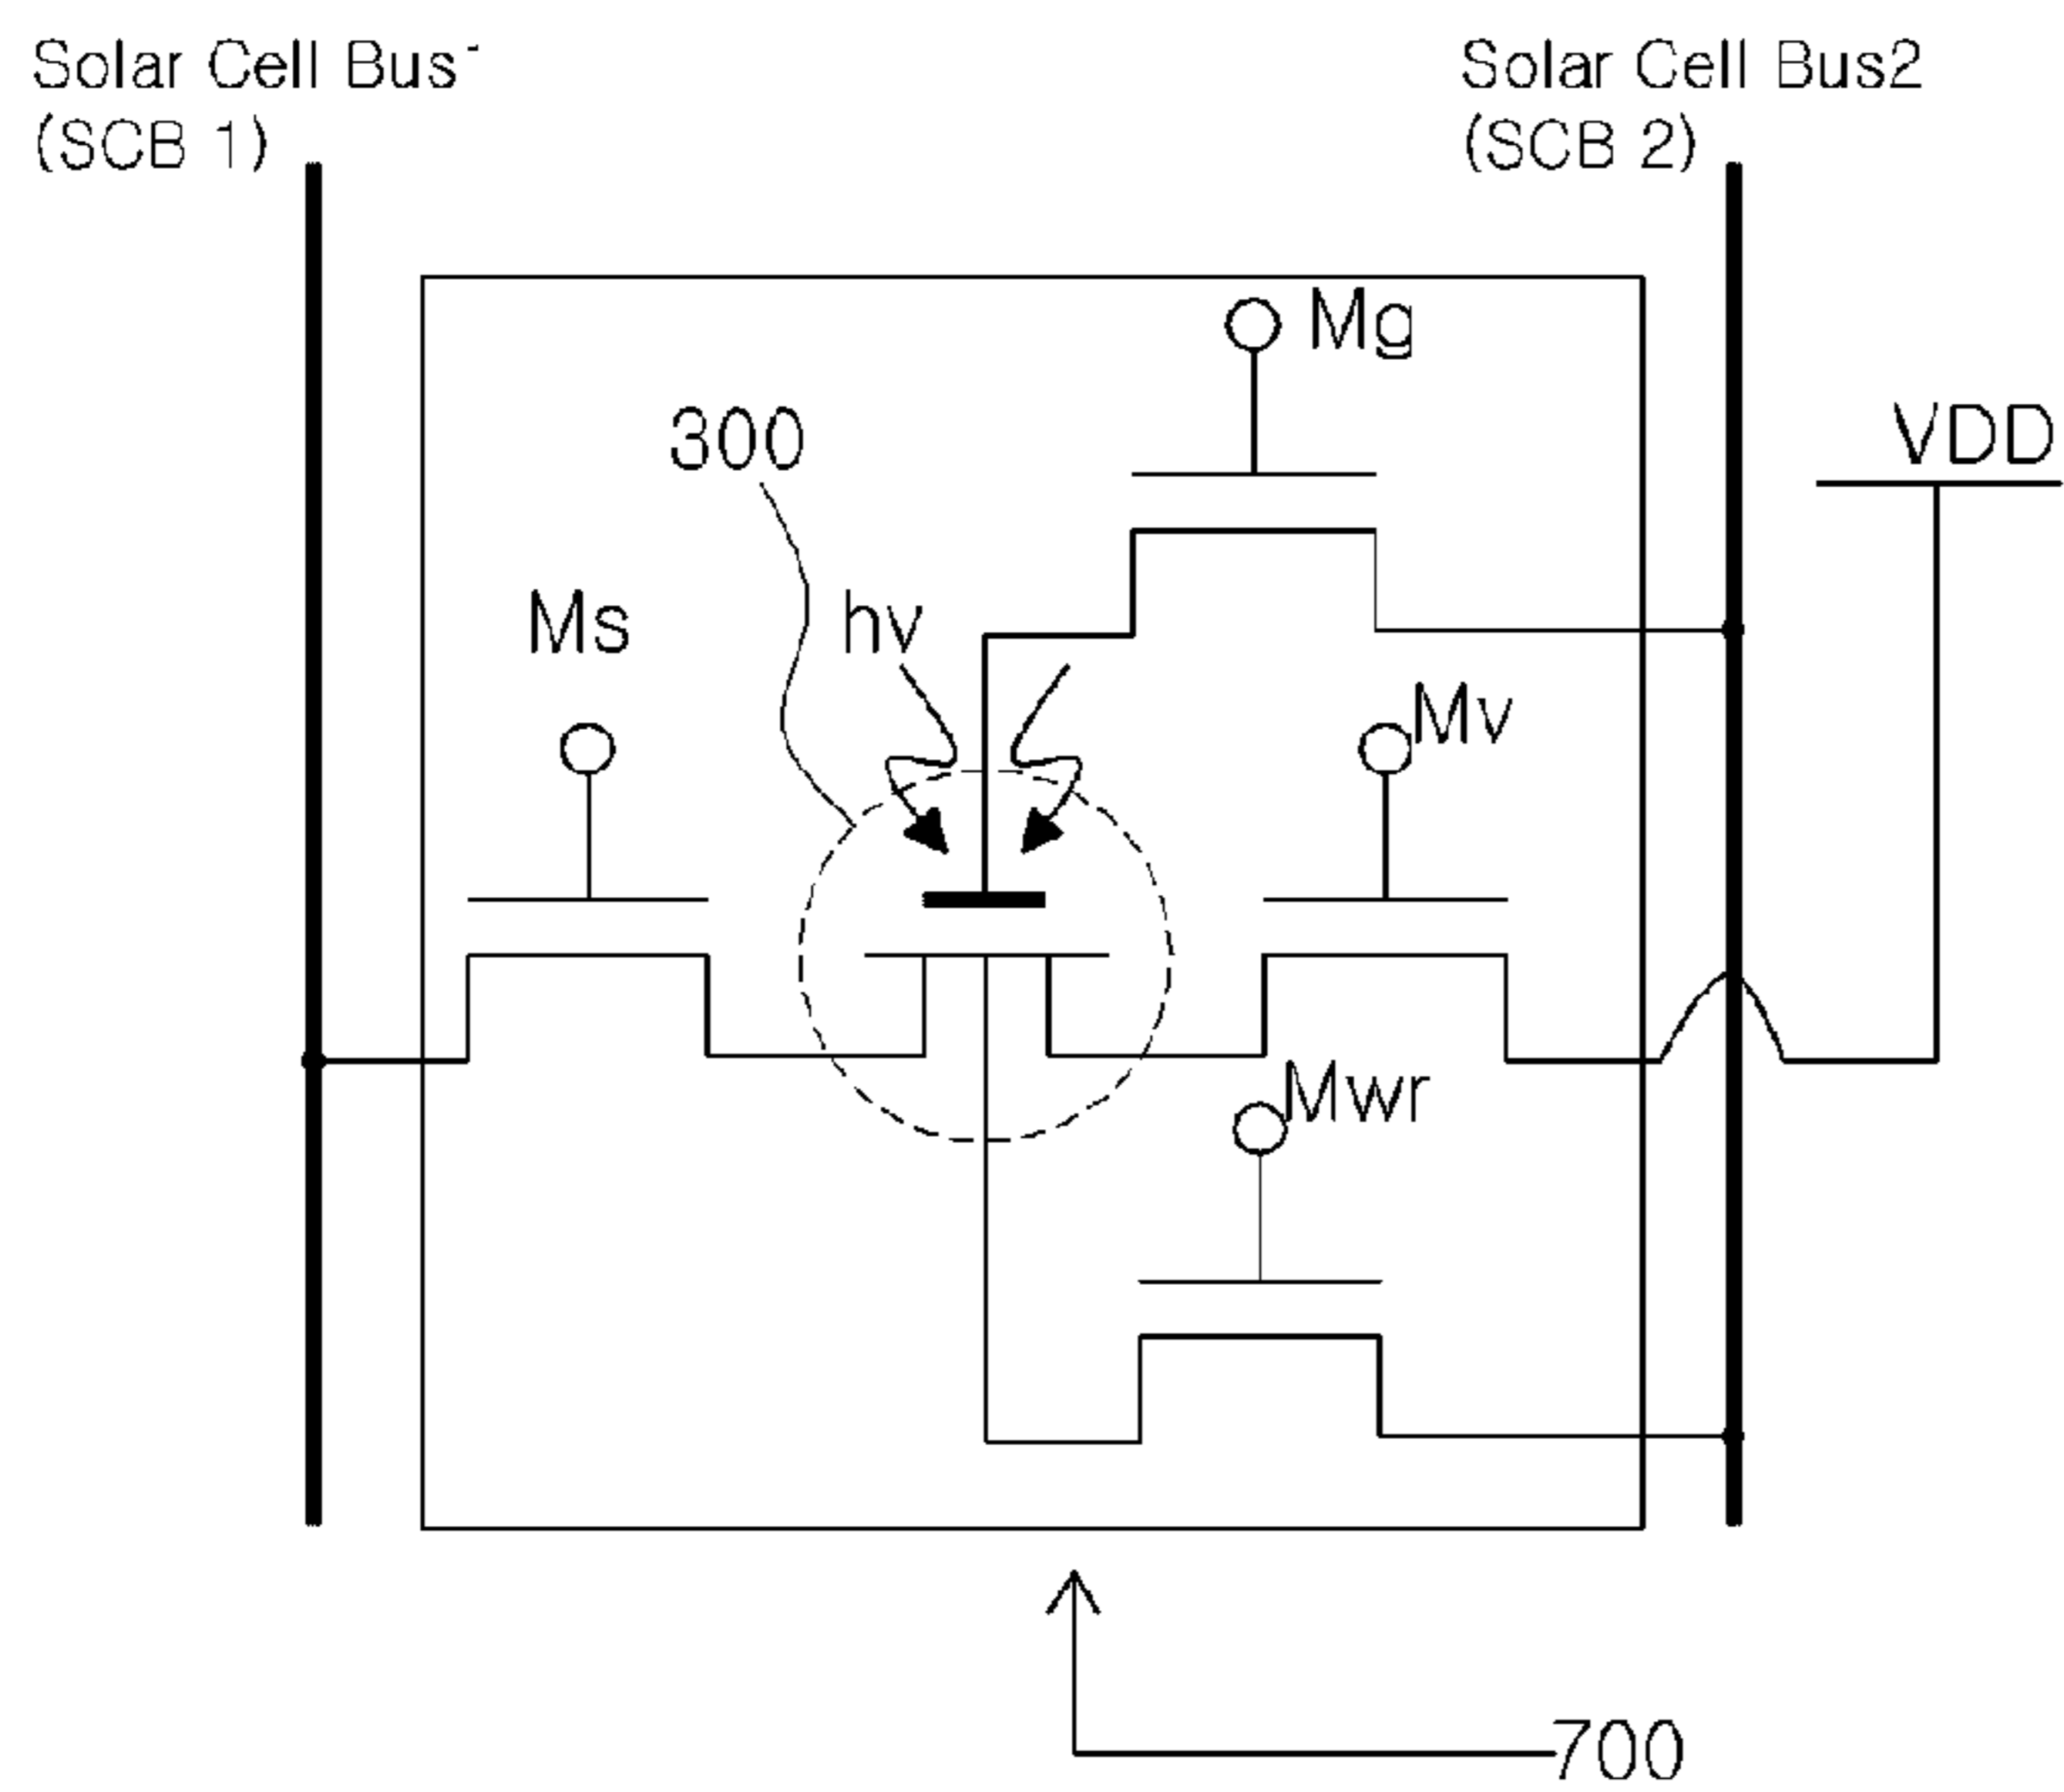 Solar Cell Bus
(SCB 1)
Solar Cell Bus2
(SCB 2)
Mg
300
VDD
Ms
hv
Mv
Mwr
700